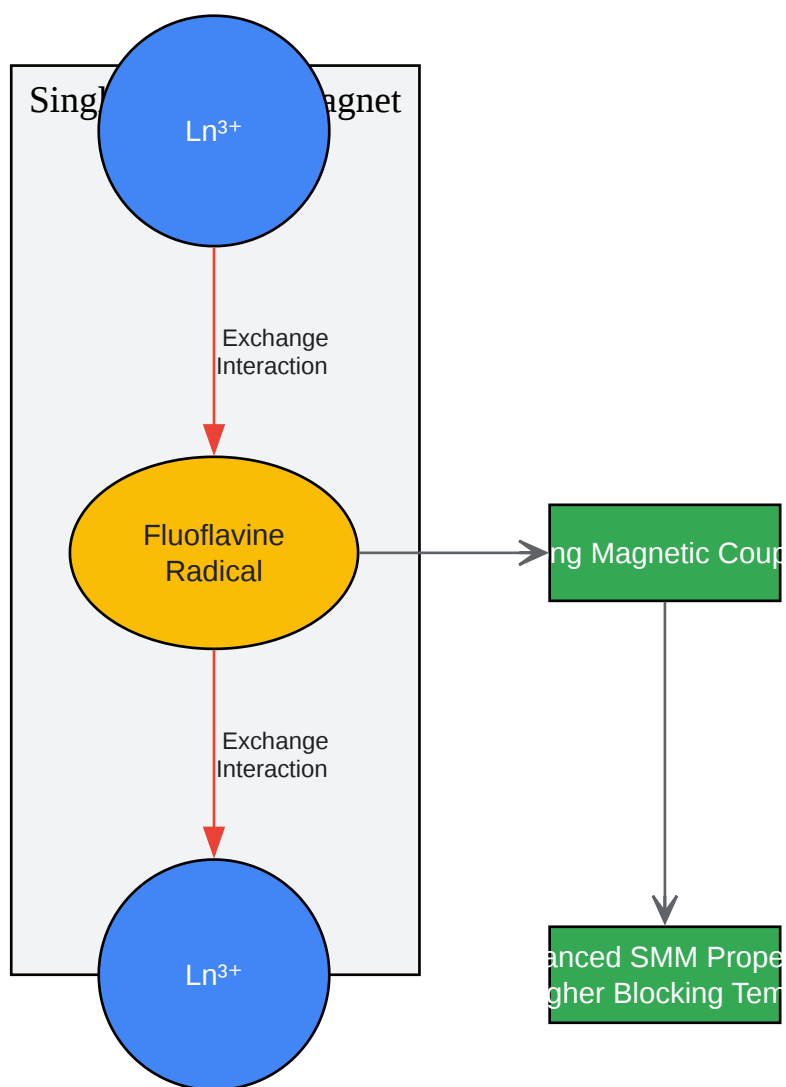 Singl agnet
Ln³⁺
Exchange
Interaction
Fluoflavine
Radical
ng Magnetic Coup
Exchange
Interaction
Ln³⁺
anced SMM Prope
gher Blocking Tem